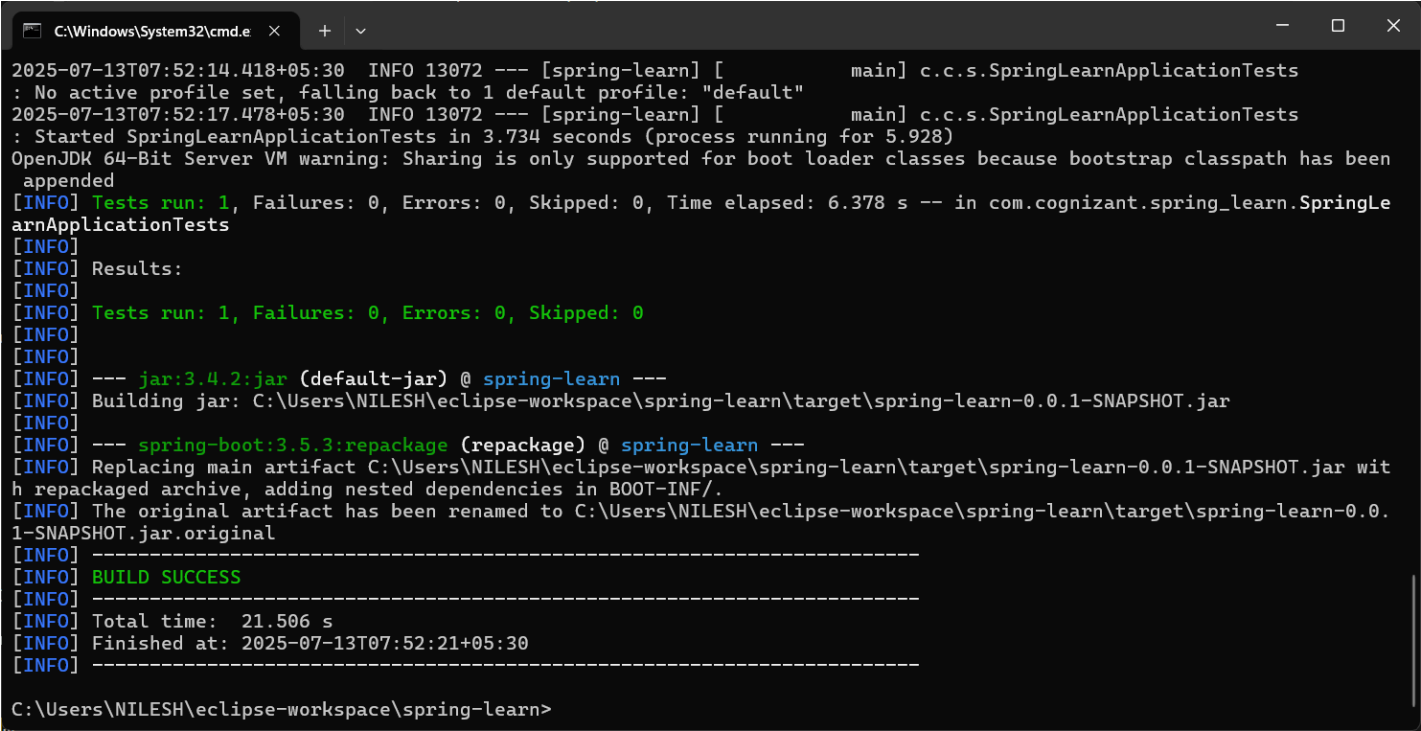 C:\Windows\System32\cmd.e
2025-07-13T07:52:14.418+05:30  INFO 13072 --- [spring-learn] [           main] c.c.s.SpringLearnApplicationTests
: No active profile set, falling back to 1 default profile: "default"
2025-07-13T07:52:17.478+05:30  INFO 13072 --- [spring-learn] [           main] c.c.s.SpringLearnApplicationTests
: Started SpringLearnApplicationTests in 3.734 seconds (process running for 5.928)
OpenJDK 64-Bit Server VM warning: Sharing is only supported for boot loader classes because bootstrap classpath has been
 appended
[INFO] Tests run: 1, Failures: 0, Errors: 0, Skipped: 0, Time elapsed: 6.378 s -- in com.cognizant.spring_learn.SpringLe
arnApplicationTests
[INFO]
[INFO] Results:
[INFO]
[INFO] Tests run: 1, Failures: 0, Errors: 0, Skipped: 0
[INFO]
[INFO]
[INFO] --- jar:3.4.2:jar (default-jar) @ spring-learn ---
[INFO] Building jar: C:\Users\NILESH\eclipse-workspace\spring-learn\target\spring-learn-0.0.1-SNAPSHOT.jar
[INFO]
[INFO] --- spring-boot:3.5.3:repackage (repackage) @ spring-learn ---
[INFO] Replacing main artifact C:\Users\NILESH\eclipse-workspace\spring-learn\target\spring-learn-0.0.1-SNAPSHOT.jar wit
h repackaged archive, adding nested dependencies in BOOT-INF/.
[INFO] The original artifact has been renamed to C:\Users\NILESH\eclipse-workspace\spring-learn\target\spring-learn-0.0.
1-SNAPSHOT.jar.original
[INFO] ------------------------------------------------------------------------
[INFO] BUILD SUCCESS
[INFO] ------------------------------------------------------------------------
[INFO] Total time:  21.506 s
[INFO] Finished at: 2025-07-13T07:52:21+05:30
[INFO] ------------------------------------------------------------------------
C:\Users\NILESH\eclipse-workspace\spring-learn>